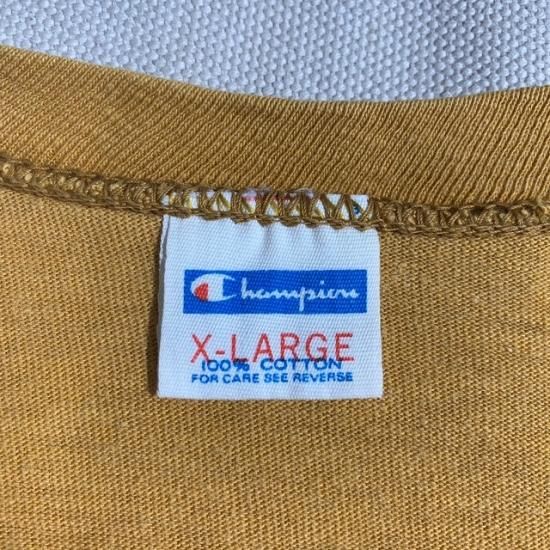 Champion
X-LARGE
100% COTTON
FOR CARE SEE REVERSE